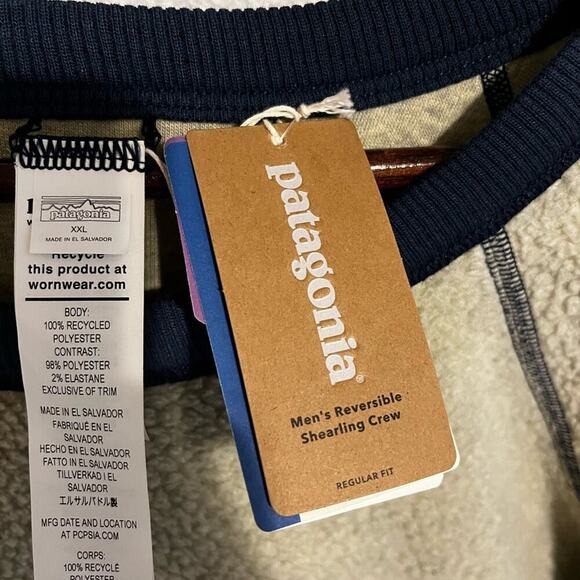 patagonia
XXL
MADE IN EL SALVADOR
Recycle
this product at
wornwear.com
BODY:
100% RECYCLED
POLYESTER
CONTRAST:
98% POLYESTER
2% ELASTANE
EXCLUSIVE OF TRIM
MADE IN EL SALVADOR
FABRIQUÉ EN EL
SALVADOR
HECHO EN EL SALVADOR
FATTO IN EL SALVADOR
TILLVERKAD I EL
SALVADOR
エルサルバドル製
MFG DATE AND LOCATION
AT PCPSIA.COM
CORPS:
100% RECYCLÉ
POLYESTER
patagonia®
Men's Reversible
Shearling Crew
REGULAR FIT